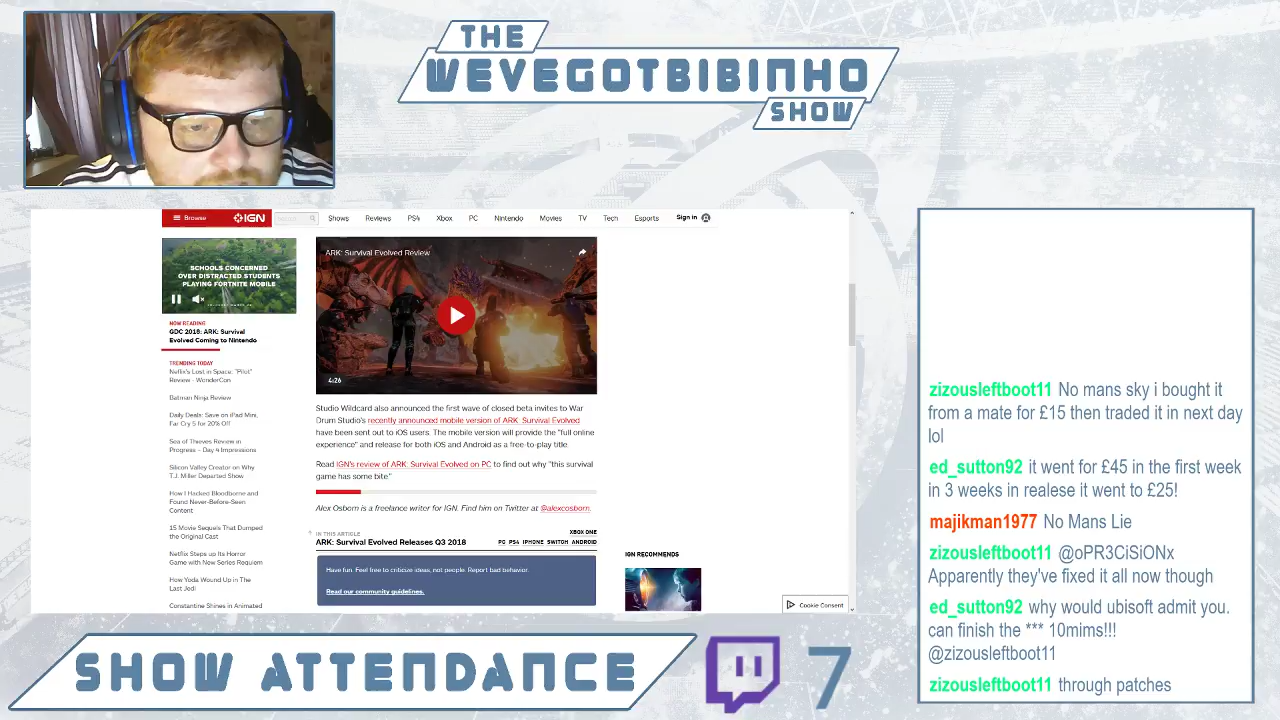 THE
WEVEGOTBIBINHO
SHOW
Browse
IGN
Shows
Reviews
PS4
Xbox
PC
Nintendo
Movies
TV
Tech
Esports
Sign in
SCHOOLS CONCERNED
OVER DISTRACTED STUDENTS
PLAYING FORTNITE MOBILE
NOW READING
GDC 2018: ARK: Survival
Evolved Coming to Nintendo
TRENDING TODAY
Netflix's Lost in Space: "Pilot"
Review - WonderCon
Batman Ninja Review
Daily Deals: Save on iPad Mini,
Far Cry 5 for 20% Off
Sea of Thieves Review in
Progress – Day 4 Impressions
Silicon Valley Creator on Why
T.J. Miller Departed Show
How I Hacked Bloodborne and
Found Never-Before-Seen
Content
15 Movie Sequels That Dumped
the Original Cast
Netflix Steps up Its Horror
Game with New Series Requiem
How Yoda Wound Up in The
Last Jedi
Constantine Shines in Animated
ARK: Survival Evolved Review
4:26
Studio Wildcard also announced the first wave of closed beta invites to War
Drum Studio's recently announced mobile version of ARK: Survival Evolved
have been sent out to iOS users. The mobile version will provide the "full online
experience" and release for both iOS and Android as a free-to-play title.
Read IGN's review of ARK: Survival Evolved on PC to find out why "this survival
game has some bite."
Alex Osborn is a freelance writer for IGN. Find him on Twitter at @alexcosborn.
IN THIS ARTICLE
ARK: Survival Evolved Releases Q3 2018
XBOX ONE
PC PS4 IPHONE SWITCH ANDROID
Have fun. Feel free to criticize ideas, not people. Report bad behavior.
Read our community guidelines.
IGN RECOMMENDS
Cookie Consent
zizousleftboot11 No mans sky i bought it
from a mate for £15 then traded it in next day
lol
ed_sutton92 it went for £45 in the first week
in 3 weeks in realese it went to £25!
majikman1977 No Mans Lie
zizousleftboot11 @oPR3CiSiONx
Apparently they've fixed it all now though
ed_sutton92 why would ubisoft admit you.
can finish the *** 10mims!!!
@zizousleftboot11
zizousleftboot11 through patches
SHOW ATTENDANCE
7